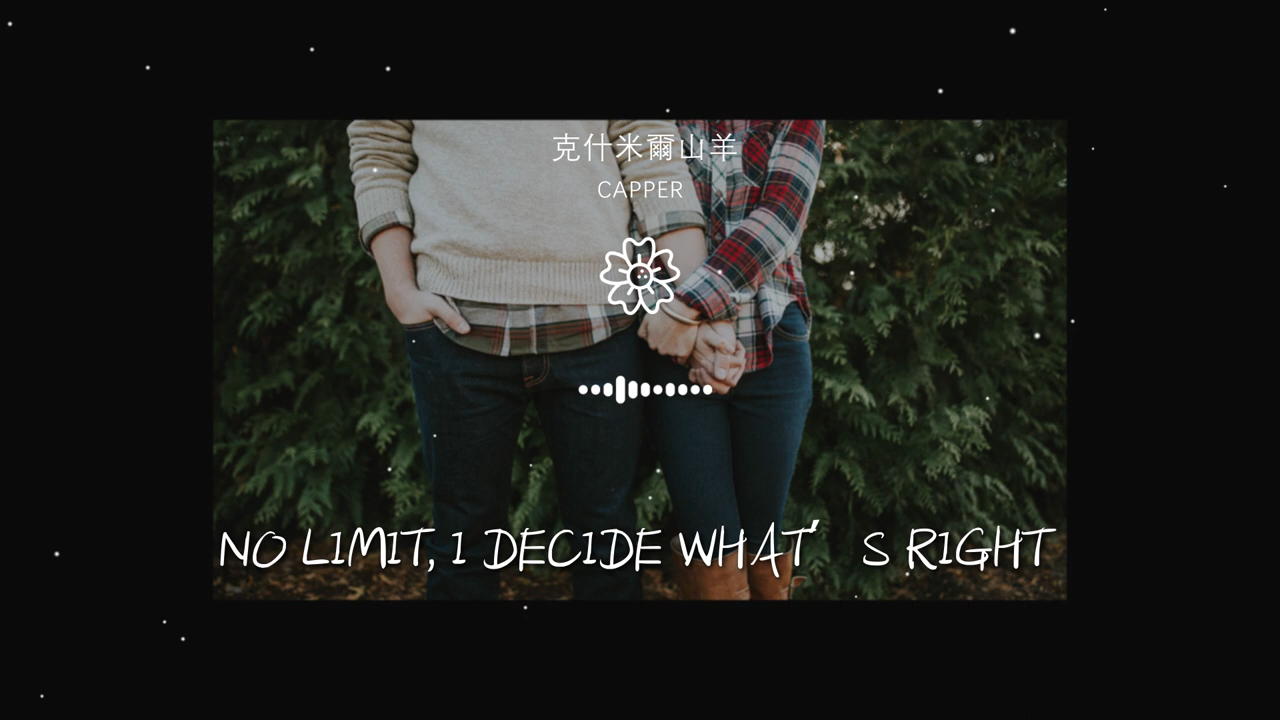 克什米爾山羊
CAPPER
NO LIMIT, I DECIDE WHAT' S RIGHT